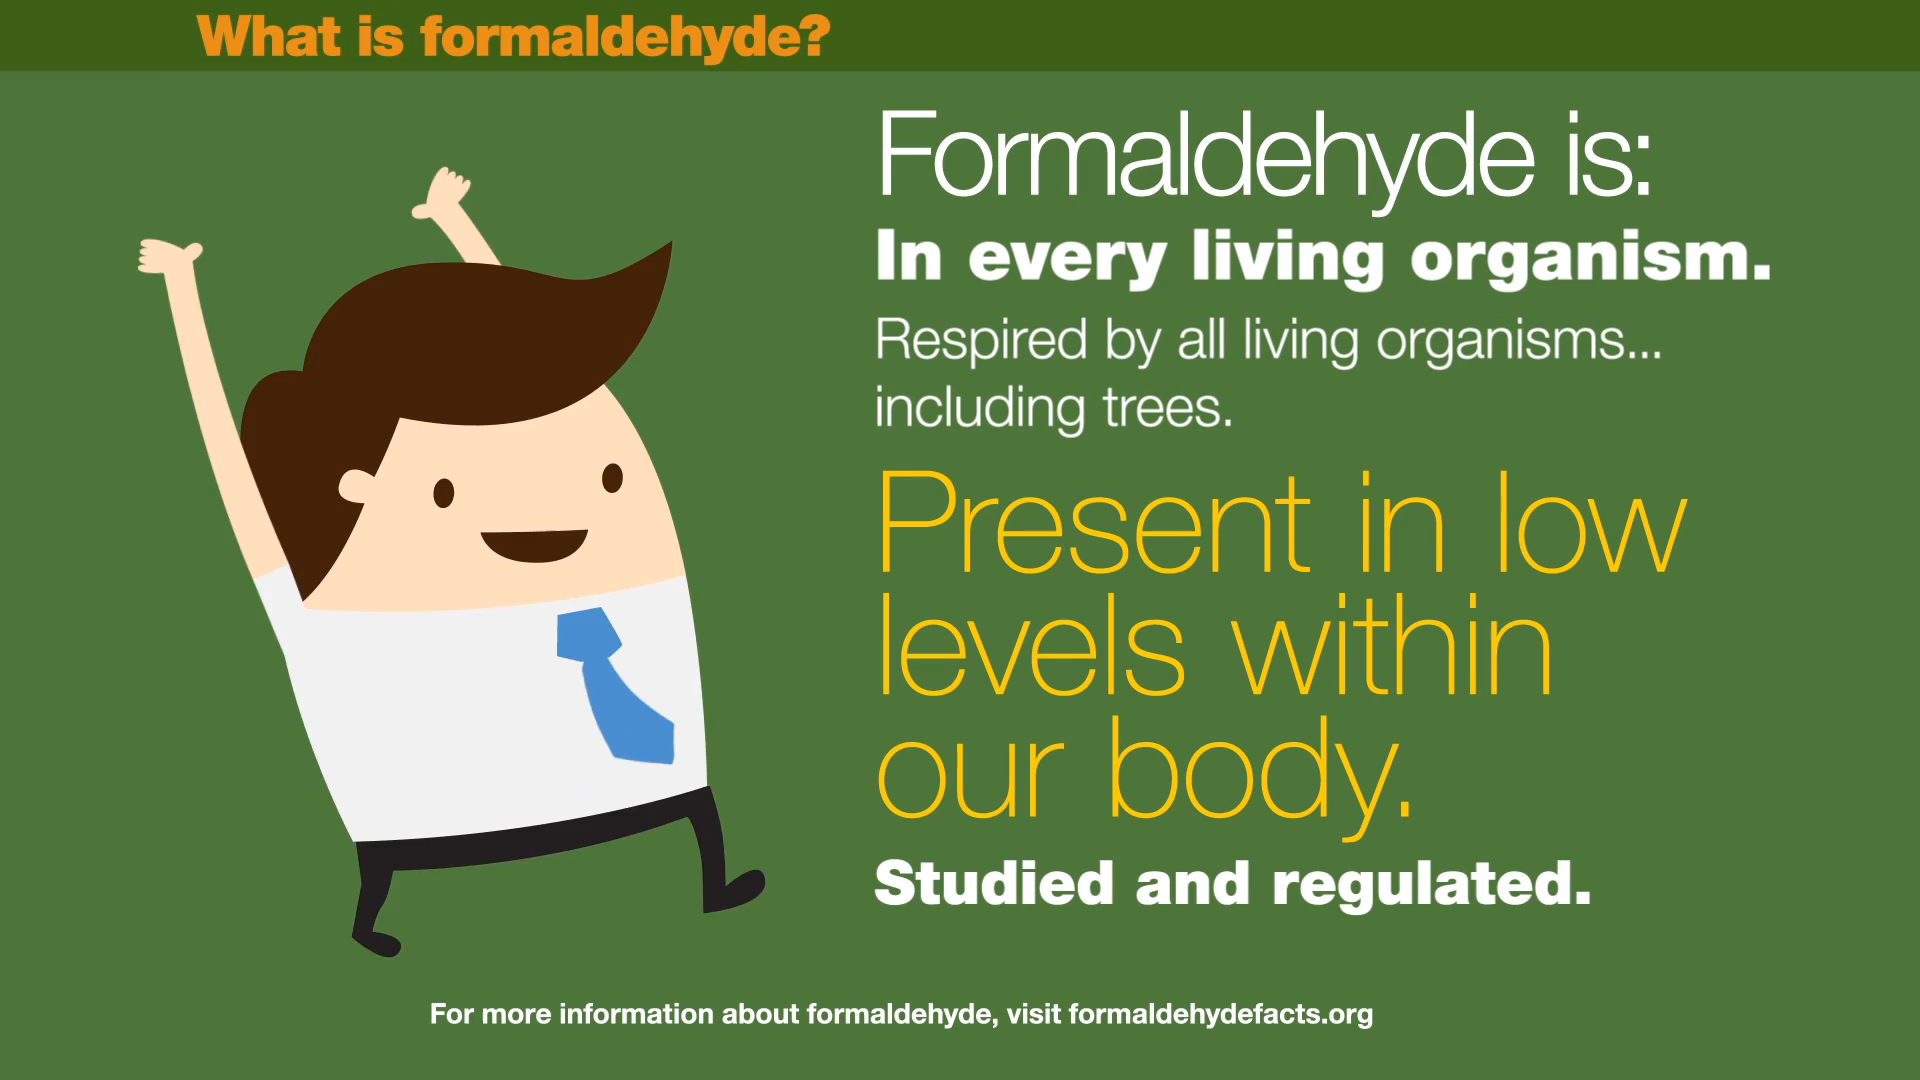 What is formaldehyde?
Formaldehyde is:
In every living organism.
Respired by all living organisms...
including trees.
Present in low
levels within
our body.
Studied and regulated.
For more information about formaldehyde, visit formaldehydefacts.org